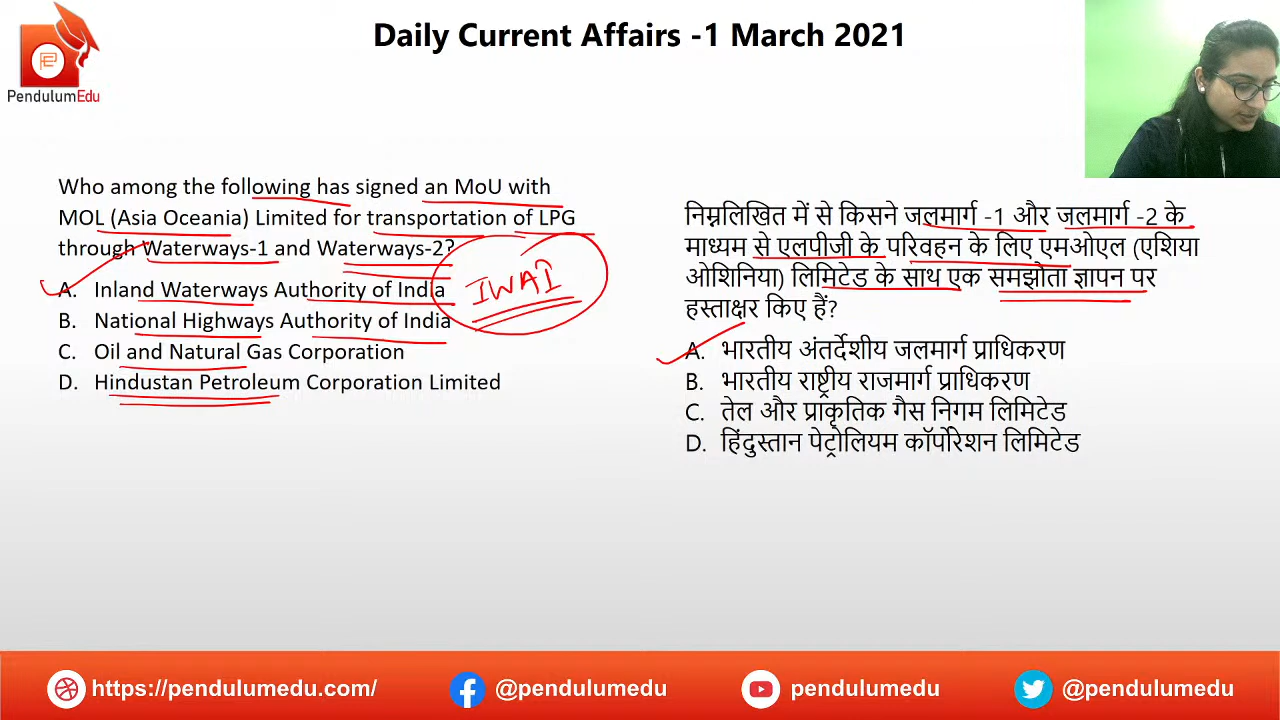 Daily Current Affairs -1 March 2021
PendulumEdu
Who among the following has signed an MoU with
MOL (Asia Oceania) Limited for transportation of LPG
through Waterways-1 and Waterways-2?
A. Inland Waterways Authority of India
IWAI
B. National Highways Authority of India
C. Oil and Natural Gas Corporation
D. Hindustan Petroleum Corporation Limited
निम्नलिखित में से किसने जलमार्ग -1 और जलमार्ग -2 के
माध्यम से एलपीजी के परिवहन के लिए एमओएल (एशिया
ओशिनिया) लिमिटेड के साथ एक समझौता ज्ञापन पर
हस्ताक्षर किए हैं?
A. भारतीय अंतर्देशीय जलमार्ग प्राधिकरण
B. भारतीय राष्ट्रीय राजमार्ग प्राधिकरण
C. तेल और प्राकृतिक गैस निगम लिमिटेड
D. हिंदुस्तान पेट्रोलियम कॉर्पोरेशन लिमिटेड
https://pendulumedu.com/
@pendulumedu
pendulumedu
@pendulumedu